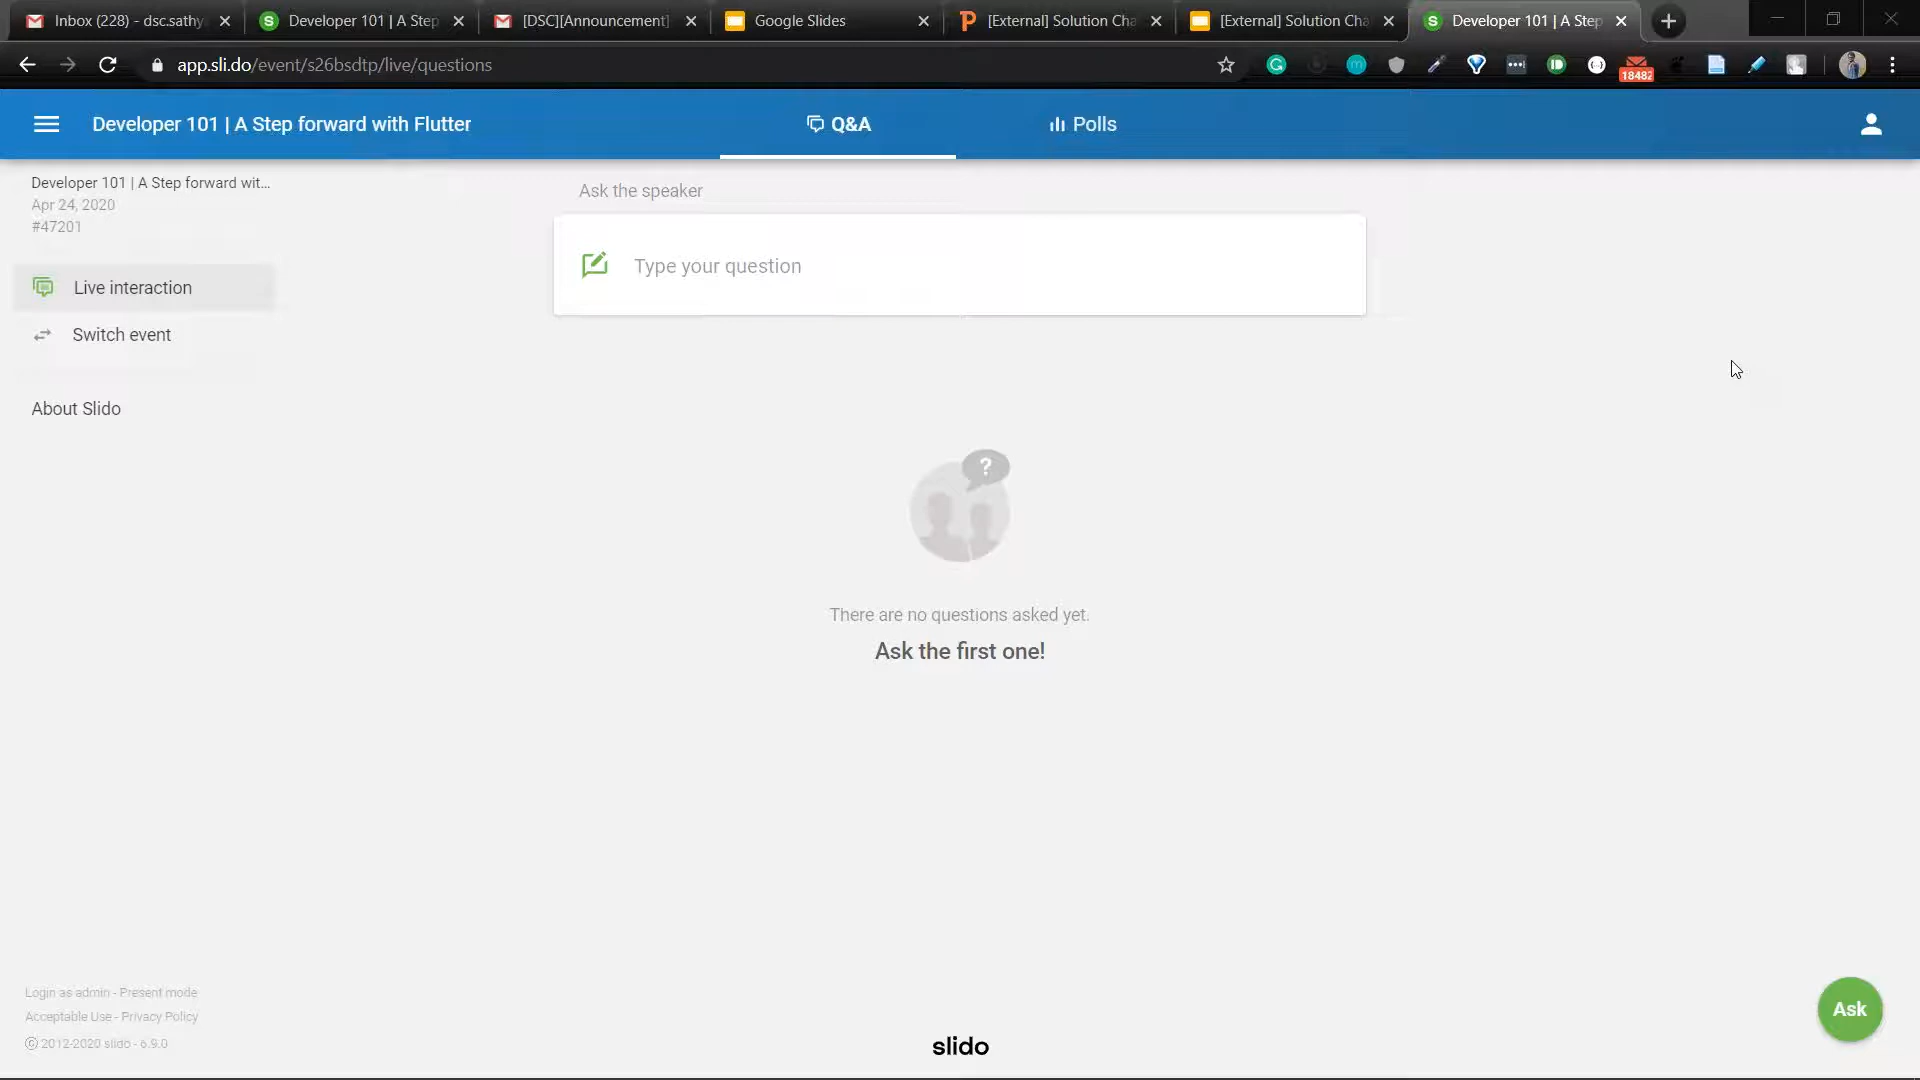 Inbox (228) - dsc.sathy
Developer 101 | A Step
[DSC][Announcement]
Google Slides
[External] Solution Cha
[External] Solution Cha
Developer 101 | A Step
app.sli.do/event/s26bsdtp/live/questions
18482
Developer 101 | A Step forward with Flutter
Q&A
Polls
Developer 101 | A Step forward wit...
Apr 24, 2020
#47201
Live interaction
Switch event
About Slido
Ask the speaker
Type your question
?
There are no questions asked yet.
Ask the first one!
Login as admin - Present mode
Acceptable Use - Privacy Policy
© 2012-2020 slido - 6.9.0
slido
Ask